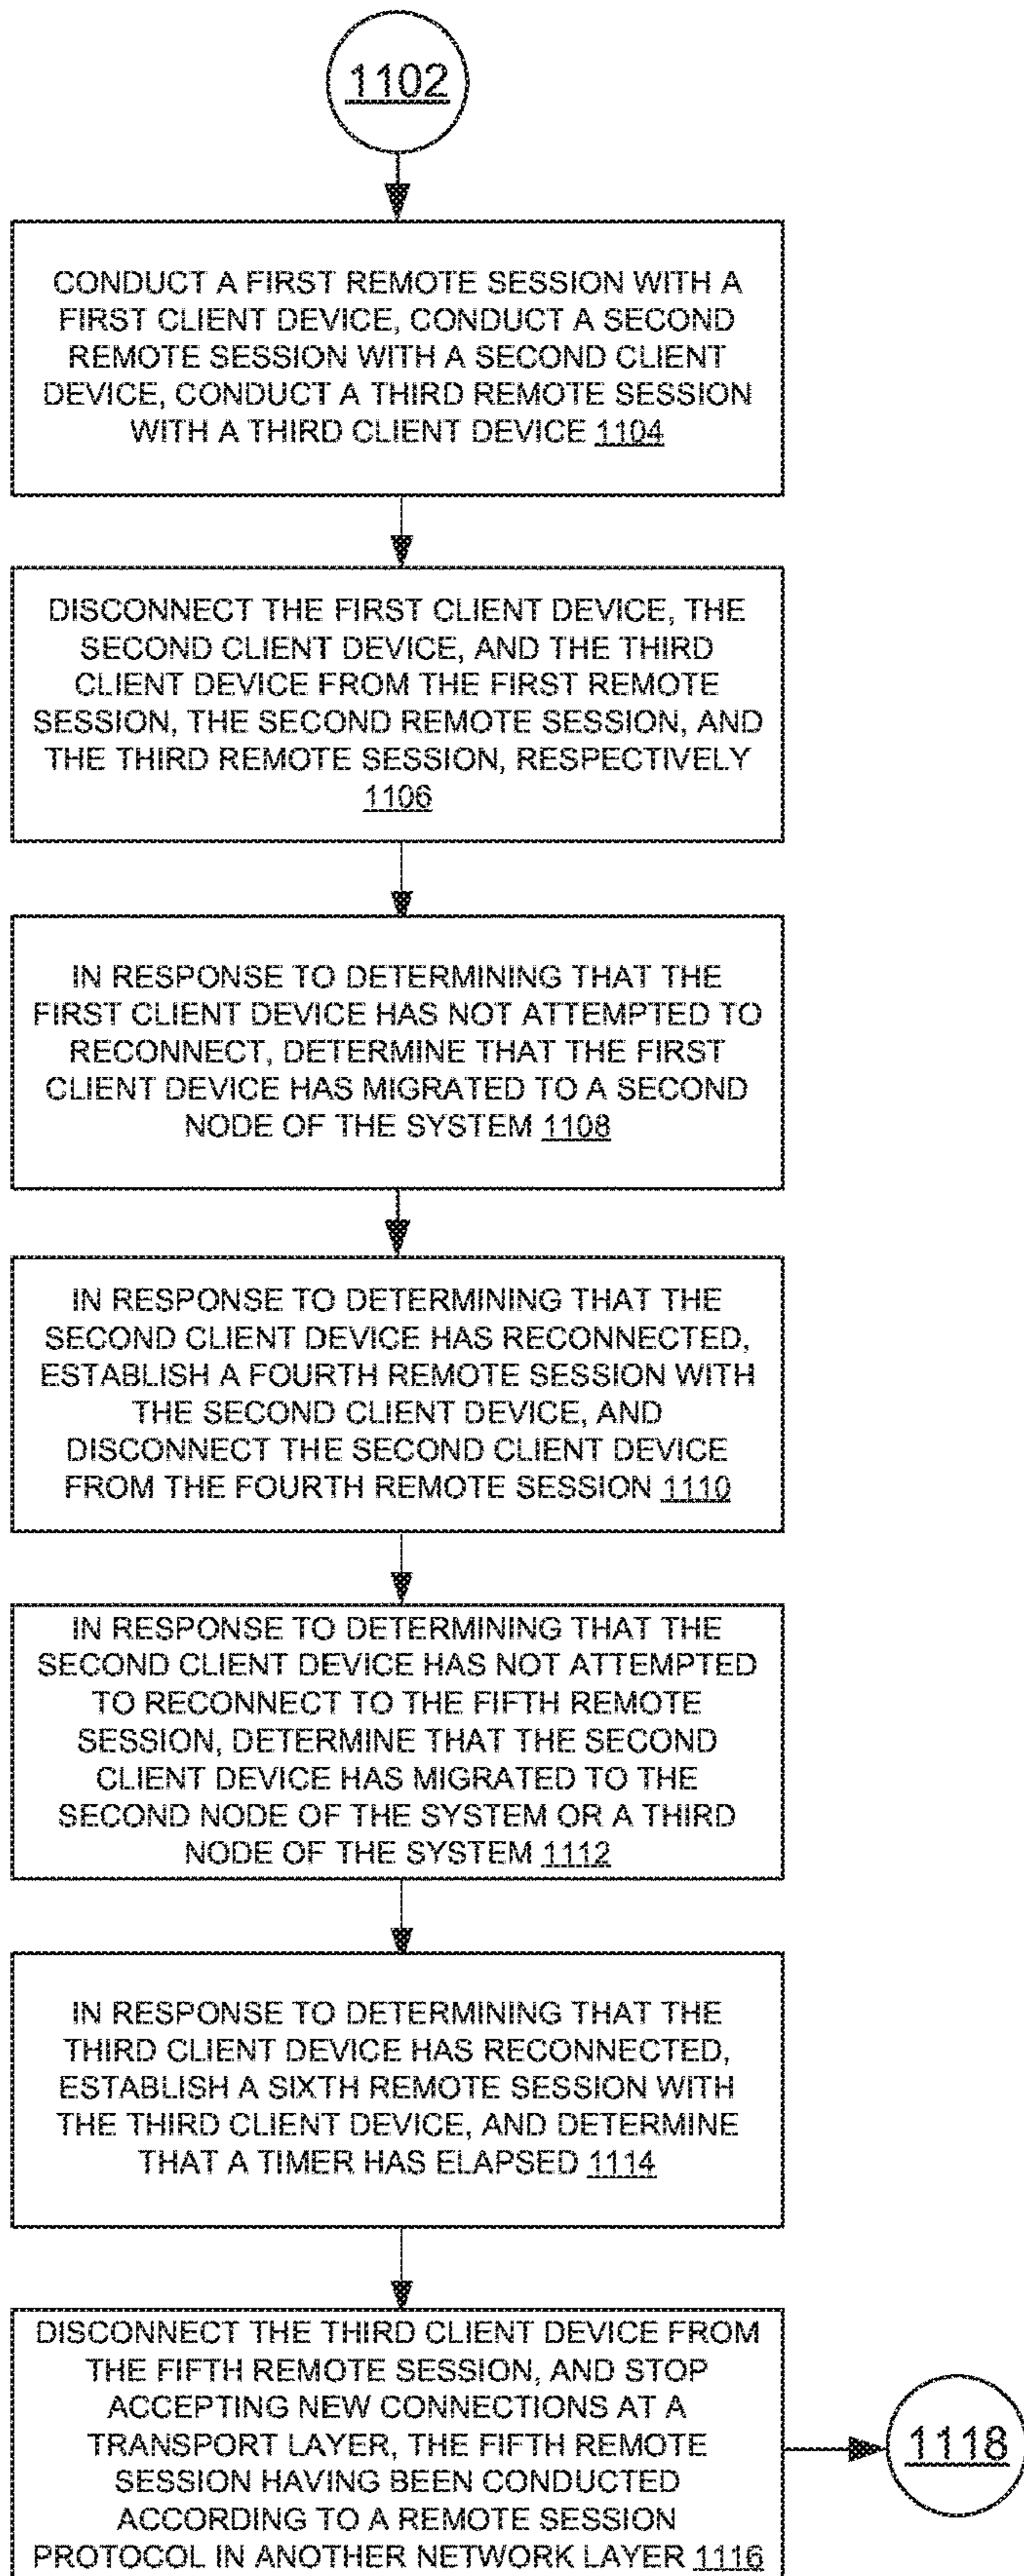 1102
CONDUCT A FIRST REMOTE SESSION WITH A
FIRST CLIENT DEVICE, CONDUCT A SECOND
REMOTE SESSION WITH A SECOND CLIENT
DEVICE, CONDUCT A THIRD REMOTE SESSION
WITH A THIRD CLIENT DEVICE 1104
DISCONNECT THE FIRST CLIENT DEVICE, THE
SECOND CLIENT DEVICE, AND THE THIRD
CLIENT DEVICE FROM THE FIRST REMOTE
SESSION, THE SECOND REMOTE SESSION, AND
THE THIRD REMOTE SESSION, RESPECTIVELY
1106
IN RESPONSE TO DETERMINING THAT THE
FIRST CLIENT DEVICE HAS NOT ATTEMPTED TO
RECONNECT, DETERMINE THAT THE FIRST
CLIENT DEVICE HAS MIGRATED TO A SECOND
NODE OF THE SYSTEM 1108
IN RESPONSE TO DETERMINING THAT THE
SECOND CLIENT DEVICE HAS RECONNECTED,
ESTABLISH A FOURTH REMOTE SESSION WITH
THE SECOND CLIENT DEVICE, AND
DISCONNECT THE SECOND CLIENT DEVICE
FROM THE FOURTH REMOTE SESSION 1110
IN RESPONSE TO DETERMINING THAT THE
SECOND CLIENT DEVICE HAS NOT ATTEMPTED
TO RECONNECT TO THE FIFTH REMOTE
SESSION, DETERMINE THAT THE SECOND
CLIENT DEVICE HAS MIGRATED TO THE
SECOND NODE OF THE SYSTEM OR A THIRD
NODE OF THE SYSTEM 1112
IN RESPONSE TO DETERMINING THAT THE
THIRD CLIENT DEVICE HAS RECONNECTED,
ESTABLISH A SIXTH REMOTE SESSION WITH
THE THIRD CLIENT DEVICE, AND DETERMINE
THAT A TIMER HAS ELAPSED 1114
DISCONNECT THE THIRD CLIENT DEVICE FROM
THE FIFTH REMOTE SESSION, AND STOP
ACCEPTING NEW CONNECTIONS AT A
TRANSPORT LAYER, THE FIFTH REMOTE
SESSION HAVING BEEN CONDUCTED
ACCORDING TO A REMOTE SESSION
PROTOCOL IN ANOTHER NETWORK LAYER 1116
1118